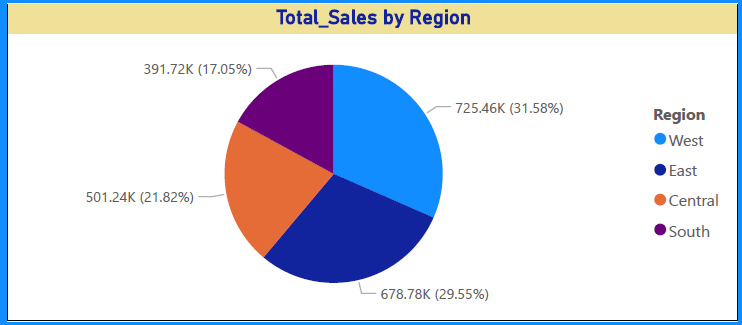 Total_Sales by Region
391.72K (17.05%)
725.46K (31.58%)
501.24K (21.82%)
678.78K (29.55%)
Region
West
East
Central
South